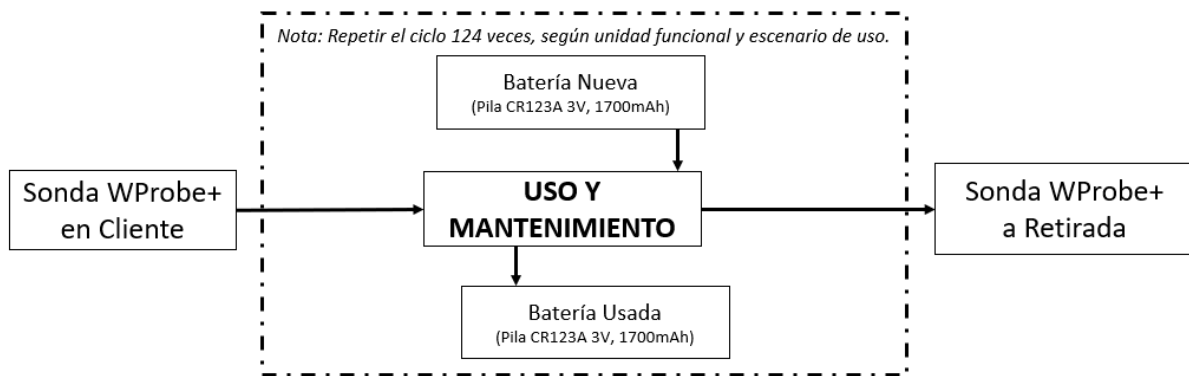 Nota: Repetir el ciclo 124 veces, según unidad funcional y escenario de uso.
Batería Nueva
(Pila CR123A 3V, 1700mAh)
Sonda WProbe+
en Cliente
USO Y
MANTENIMIENTO
Sonda WProbe+
a Retirada
Batería Usada
(Pila CR123A 3V, 1700mAh)